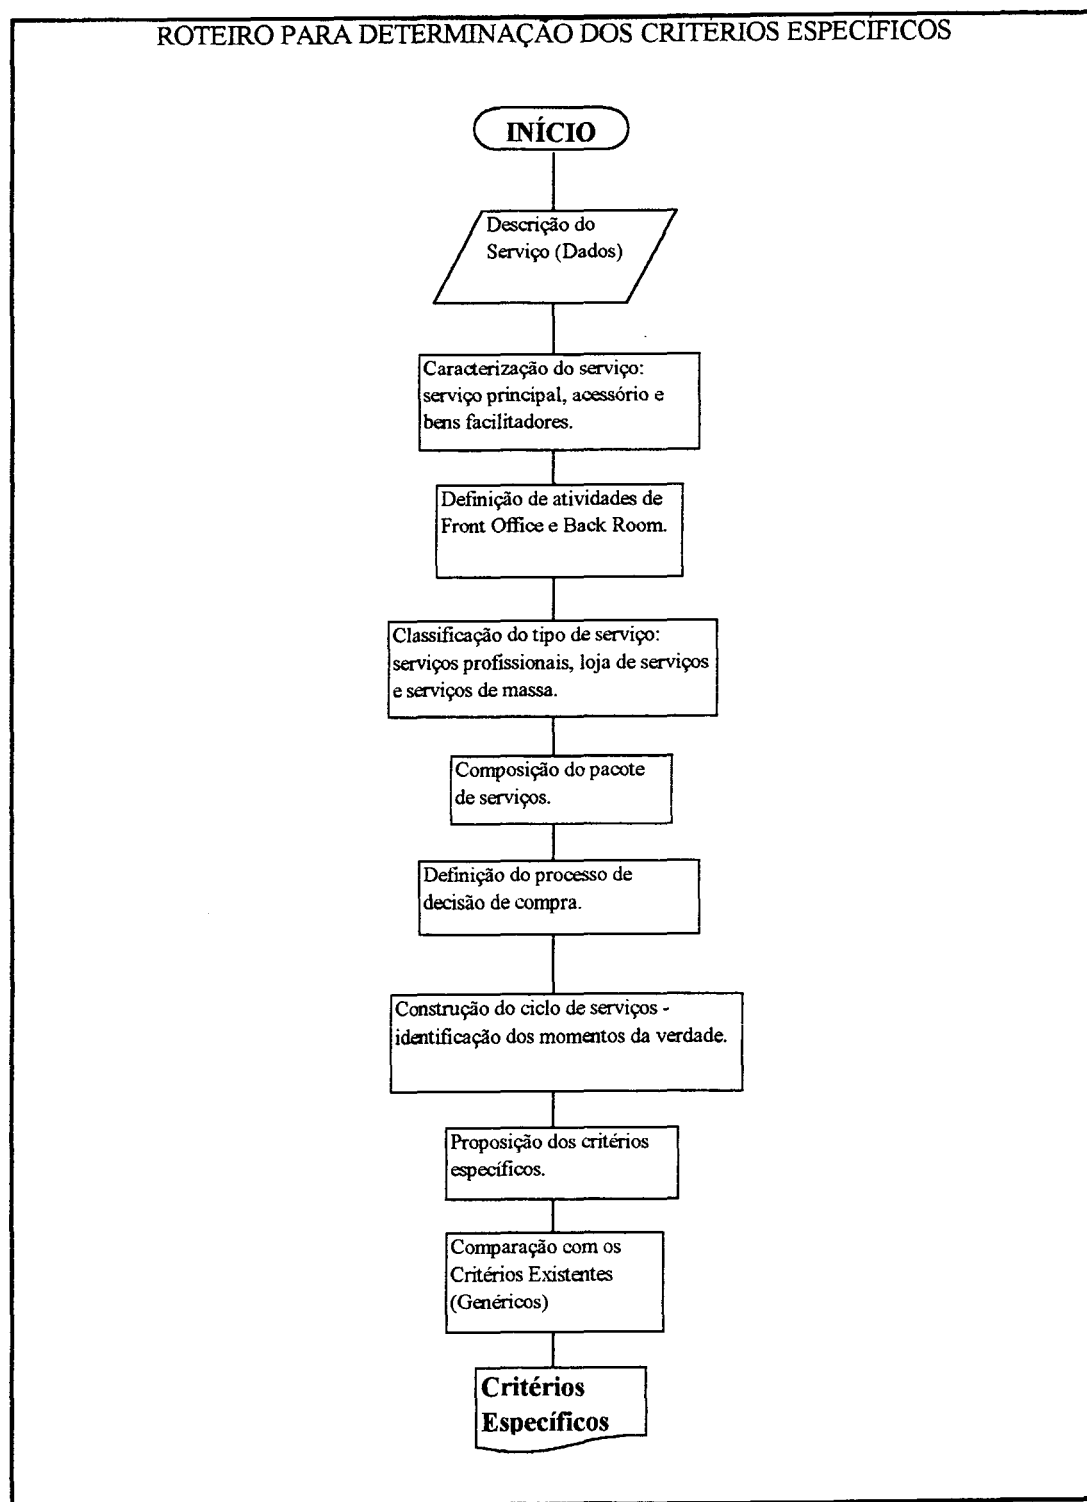 ROTEIRO PARA DETERMINAÇÃO DOS CRITÉRIOS ESPECÍFICOS
INÍCIO
Descrição do
Serviço (Dados)
Caracterização do serviço:
serviço principal, acessório e
bens facilitadores.
Definição de atividades de
Front Office e Back Room.
Classificação do tipo de serviço:
serviços profissionais, loja de serviços
e serviços de massa.
Composição do pacote
de serviços.
Definição do processo de
decisão de compra.
Construção do ciclo de serviços -
identificação dos momentos da verdade.
Proposição dos critérios
específicos.
Comparação com os
Critérios Existentes
(Genéricos)
Critérios
Específicos